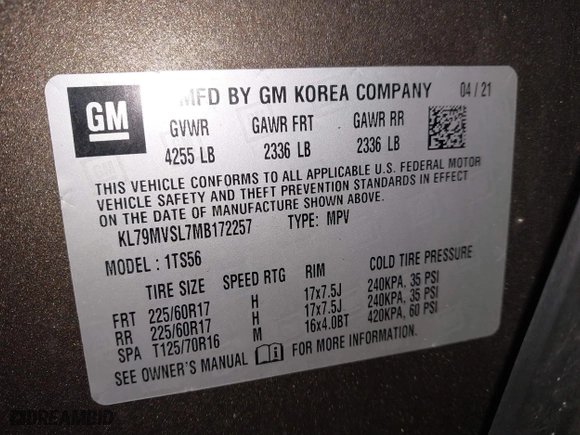 GM MFD BY GM KOREA COMPANY 04/21
GVWR GAWR FRT GAWR RR
4255 LB 2336 LB 2336 LB
THIS VEHICLE CONFORMS TO ALL APPLICABLE U.S. FEDERAL MOTOR
VEHICLE SAFETY AND THEFT PREVENTION STANDARDS IN EFFECT
ON THE DATE OF MANUFACTURE SHOWN ABOVE.
KL79MVSL7MB172257 TYPE: MPV
MODEL: 1TS56
TIRE SIZE SPEED RTG RIM COLD TIRE PRESSURE
FRT 225/60R17 H 17x7.5J 240KPA, 35 PSI
RR 225/60R17 H 17x7.5J 240KPA, 35 PSI
SPA T125/70R16 M 16x4.0BT 420KPA, 60 PSI
SEE OWNER'S MANUAL FOR MORE INFORMATION.
DREAMBID